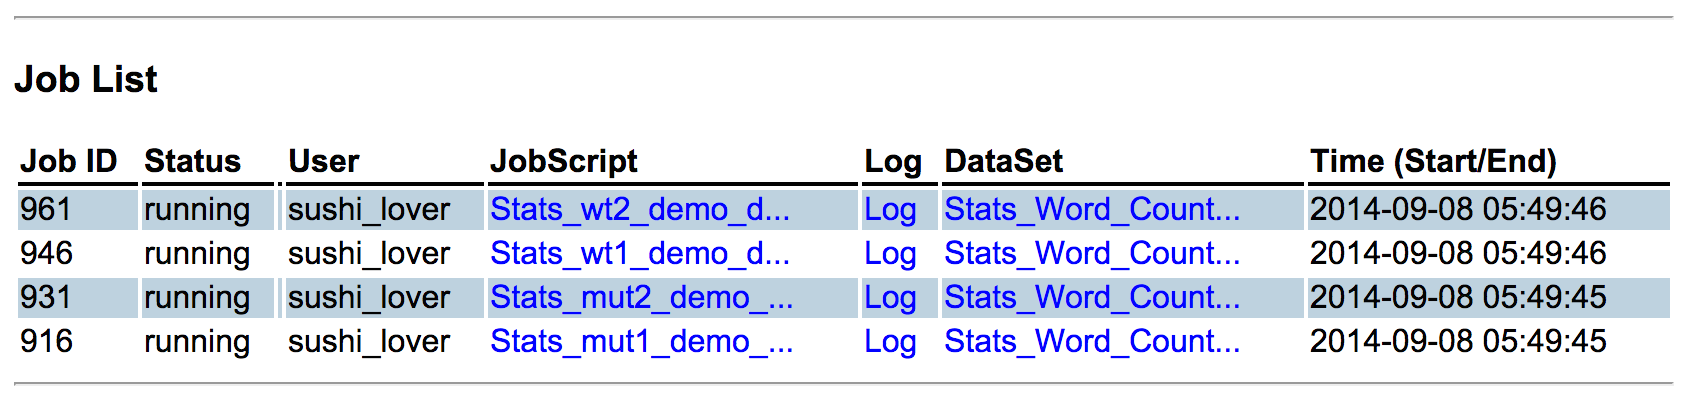 Job List
Job ID Status User JobScript Log DataSet Time (Start/End)
961 running sushi_lover Stats_wt2_demo_d... Log Stats_Word_Count... 2014-09-08 05:49:46
946 running sushi_lover Stats_wt1_demo_d... Log Stats_Word_Count... 2014-09-08 05:49:46
931 running sushi_lover Stats_mut2_demo_... Log Stats_Word_Count... 2014-09-08 05:49:45
916 running sushi_lover Stats_mut1_demo_... Log Stats_Word_Count... 2014-09-08 05:49:45